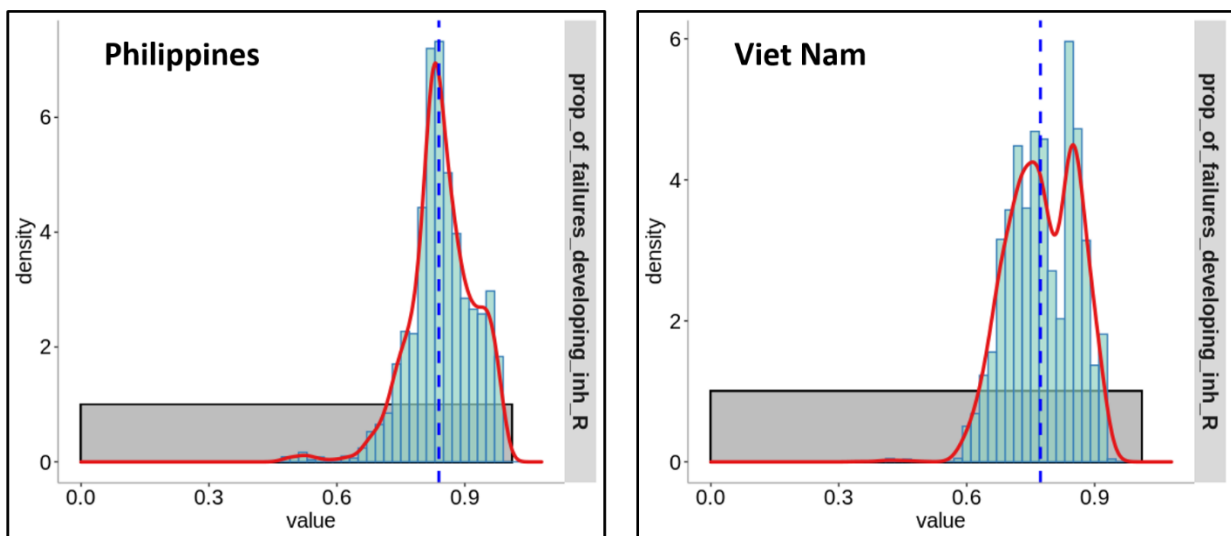 Philippines
6
4
2
0
density
0.0 0.3 0.6 0.9
value
prop_of_failures_developing_inh_R
Viet Nam
6
4
2
0
density
0.0 0.3 0.6 0.9
value
prop_of_failures_developing_inh_R